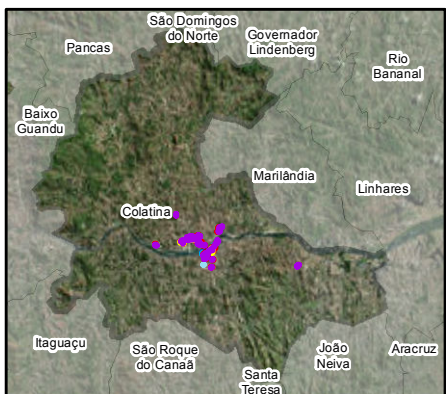 São Domingos
do Norte
Governador
Lindenberg
Pancas
Rio
Bananal
Baixo
Guandu
Marilândia
Linhares
Colatina
Itaguaçu
São Roque
do Canaã
João
Neiva
Aracruz
Santa
Teresa